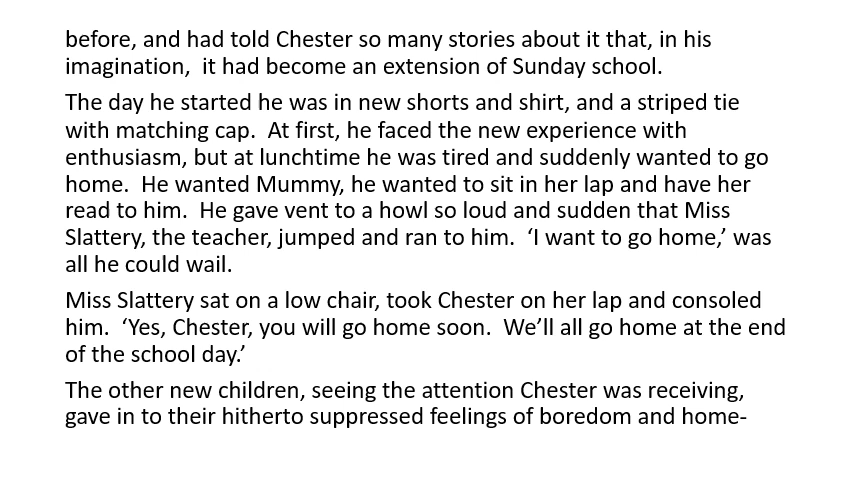 before, and had told Chester so many stories about it that, in his
imagination,  it had become an extension of Sunday school.
The day he started he was in new shorts and shirt, and a striped tie
with matching cap.  At first, he faced the new experience with
enthusiasm, but at lunchtime he was tired and suddenly wanted to go
home.  He wanted Mummy, he wanted to sit in her lap and have her
read to him.  He gave vent to a howl so loud and sudden that Miss
Slattery, the teacher, jumped and ran to him.  ‘I want to go home,’ was
all he could wail.
Miss Slattery sat on a low chair, took Chester on her lap and consoled
him.  ‘Yes, Chester, you will go home soon.  We’ll all go home at the end
of the school day.’
The other new children, seeing the attention Chester was receiving,
gave in to their hitherto suppressed feelings of boredom and home-